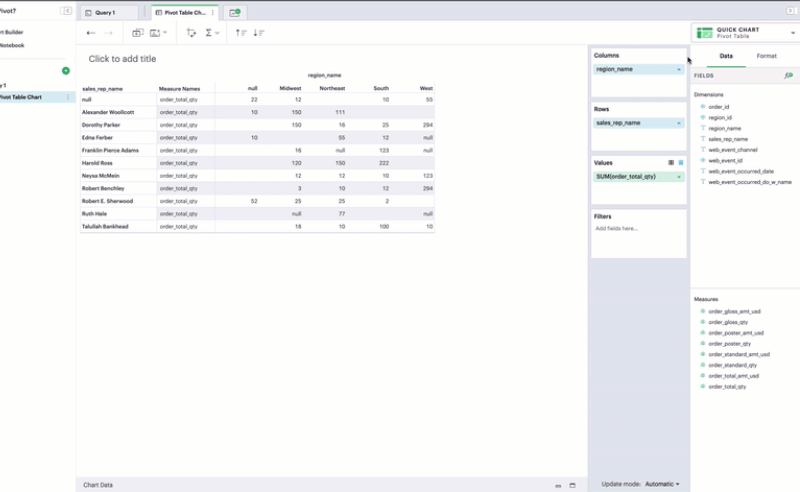 Pivot?
Query 1
Pivot Table Ch...
rt Builder
Notebook
y 1
Pivot Table Chart
Click to add title
region_name
sales_rep_name Measure Names null Midwest Northeast South West
null order_total_qty 22 12 10 55
Alexander Woollcott order_total_qty 10 150 111
Dorothy Parker order_total_qty 150 16 25 294
Edna Ferber order_total_qty 10 55 12 null
Franklin Pierce Adams order_total_qty 16 null 123 null
Harold Ross order_total_qty 120 150 222
Neysa McMein order_total_qty 12 12 10 123
Robert Benchley order_total_qty 3 10 12 294
Robert E. Sherwood order_total_qty 52 25 25 2
Ruth Hale order_total_qty null 77 null
Talullah Bankhead order_total_qty 18 10 100 10
Chart Data
Columns
region_name
Rows
sales_rep_name
Values
SUM(order_total_qty)
Filters
Add fields here...
Update mode: Automatic
QUICK CHART
Pivot Table
Data Format
FIELDS
Dimensions
order_id
region_id
region_name
sales_rep_name
web_event_channel
web_event_id
web_event_occurred_date
web_event_occurred_do_w_name
Measures
order_gloss_amt_usd
order_gloss_qty
order_poster_amt_usd
order_poster_qty
order_standard_amt_usd
order_standard_qty
order_total_amt_usd
order_total_qty